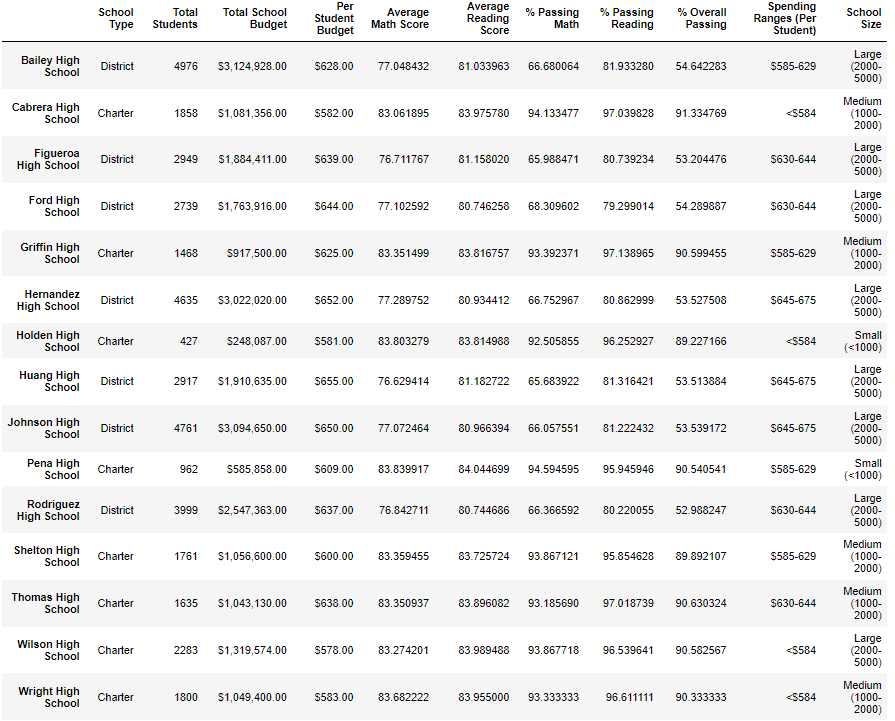 School Type Total Students Total School Budget Per Student Budget Average Math Score Average Reading Score % Passing Math % Passing Reading % Overall Passing Spending Ranges (Per Student) School Size
Bailey High School District 4976 $3,124,928.00 $628.00 77.048432 81.033963 66.680064 81.933280 54.642283 $585-629 Large (2000-5000)
Cabrera High School Charter 1858 $1,081,356.00 $582.00 83.061895 83.975780 94.133477 97.039828 91.334769 <$584 Medium (1000-2000)
Figueroa High School District 2949 $1,884,411.00 $639.00 76.711767 81.158020 65.988471 80.739234 53.204476 $630-644 Large (2000-5000)
Ford High School District 2739 $1,763,916.00 $644.00 77.102592 80.746258 68.309602 79.299014 54.289887 $630-644 Large (2000-5000)
Griffin High School Charter 1468 $917,500.00 $625.00 83.351499 83.816757 93.392371 97.138965 90.599455 $585-629 Medium (1000-2000)
Hernandez High School District 4635 $3,022,020.00 $652.00 77.289752 80.934412 66.752967 80.862999 53.527508 $645-675 Large (2000-5000)
Holden High School Charter 427 $248,087.00 $581.00 83.803279 83.814988 92.505855 96.252927 89.227166 <$584 Small (<1000)
Huang High School District 2917 $1,910,635.00 $655.00 76.629414 81.182722 65.683922 81.316421 53.513884 $645-675 Large (2000-5000)
Johnson High School District 4761 $3,094,650.00 $650.00 77.072464 80.966394 66.057551 81.222432 53.539172 $645-675 Large (2000-5000)
Pena High School Charter 962 $585,858.00 $609.00 83.839917 84.044699 94.594595 95.945946 90.540541 $585-629 Small (<1000)
Rodriguez High School District 3999 $2,547,363.00 $637.00 76.842711 80.744686 66.366592 80.220055 52.988247 $630-644 Large (2000-5000)
Shelton High School Charter 1761 $1,056,600.00 $600.00 83.359455 83.725724 93.867121 95.854628 89.892107 $585-629 Medium (1000-2000)
Thomas High School Charter 1635 $1,043,130.00 $638.00 83.350937 83.896082 93.185690 97.018739 90.630324 $630-644 Medium (1000-2000)
Wilson High School Charter 2283 $1,319,574.00 $578.00 83.274201 83.989488 93.867718 96.539641 90.582567 <$584 Large (2000-5000)
Wright High School Charter 1800 $1,049,400.00 $583.00 83.682222 83.955000 93.333333 96.611111 90.333333 <$584 Medium (1000-2000)